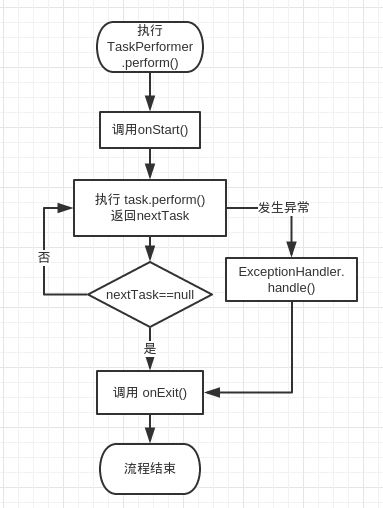 执行
TaskPerformer
.perform()
调用onStart()
执行 task.perform()
返回nextTask
发生异常
否
ExceptionHandler.
handle()
nextTask==null
是
调用 onExit()
流程结束